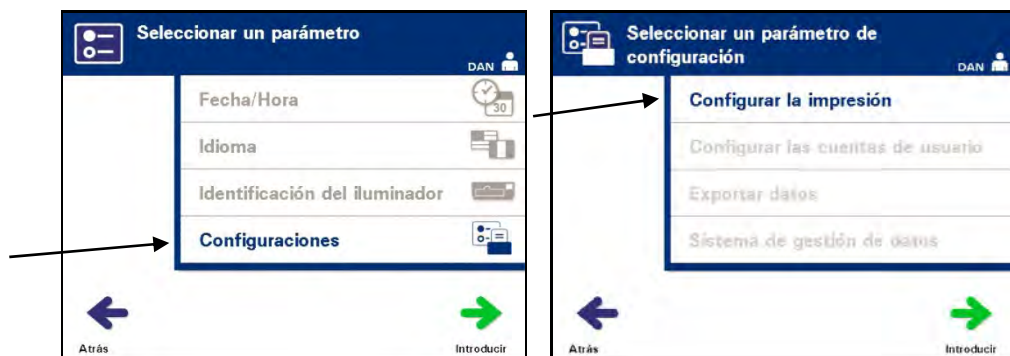 Seleccionar un parámetro
DAN
Fecha/Hora
30
Idioma
Identificación del iluminador
Configuraciones
Atrás
Introducir
Seleccionar un parámetro de
configuración
DAN
Configurar la impresión
Configurar las cuentas de usuario
Exportar datos
Sistema de gestión de datos
Atrás
Introducir